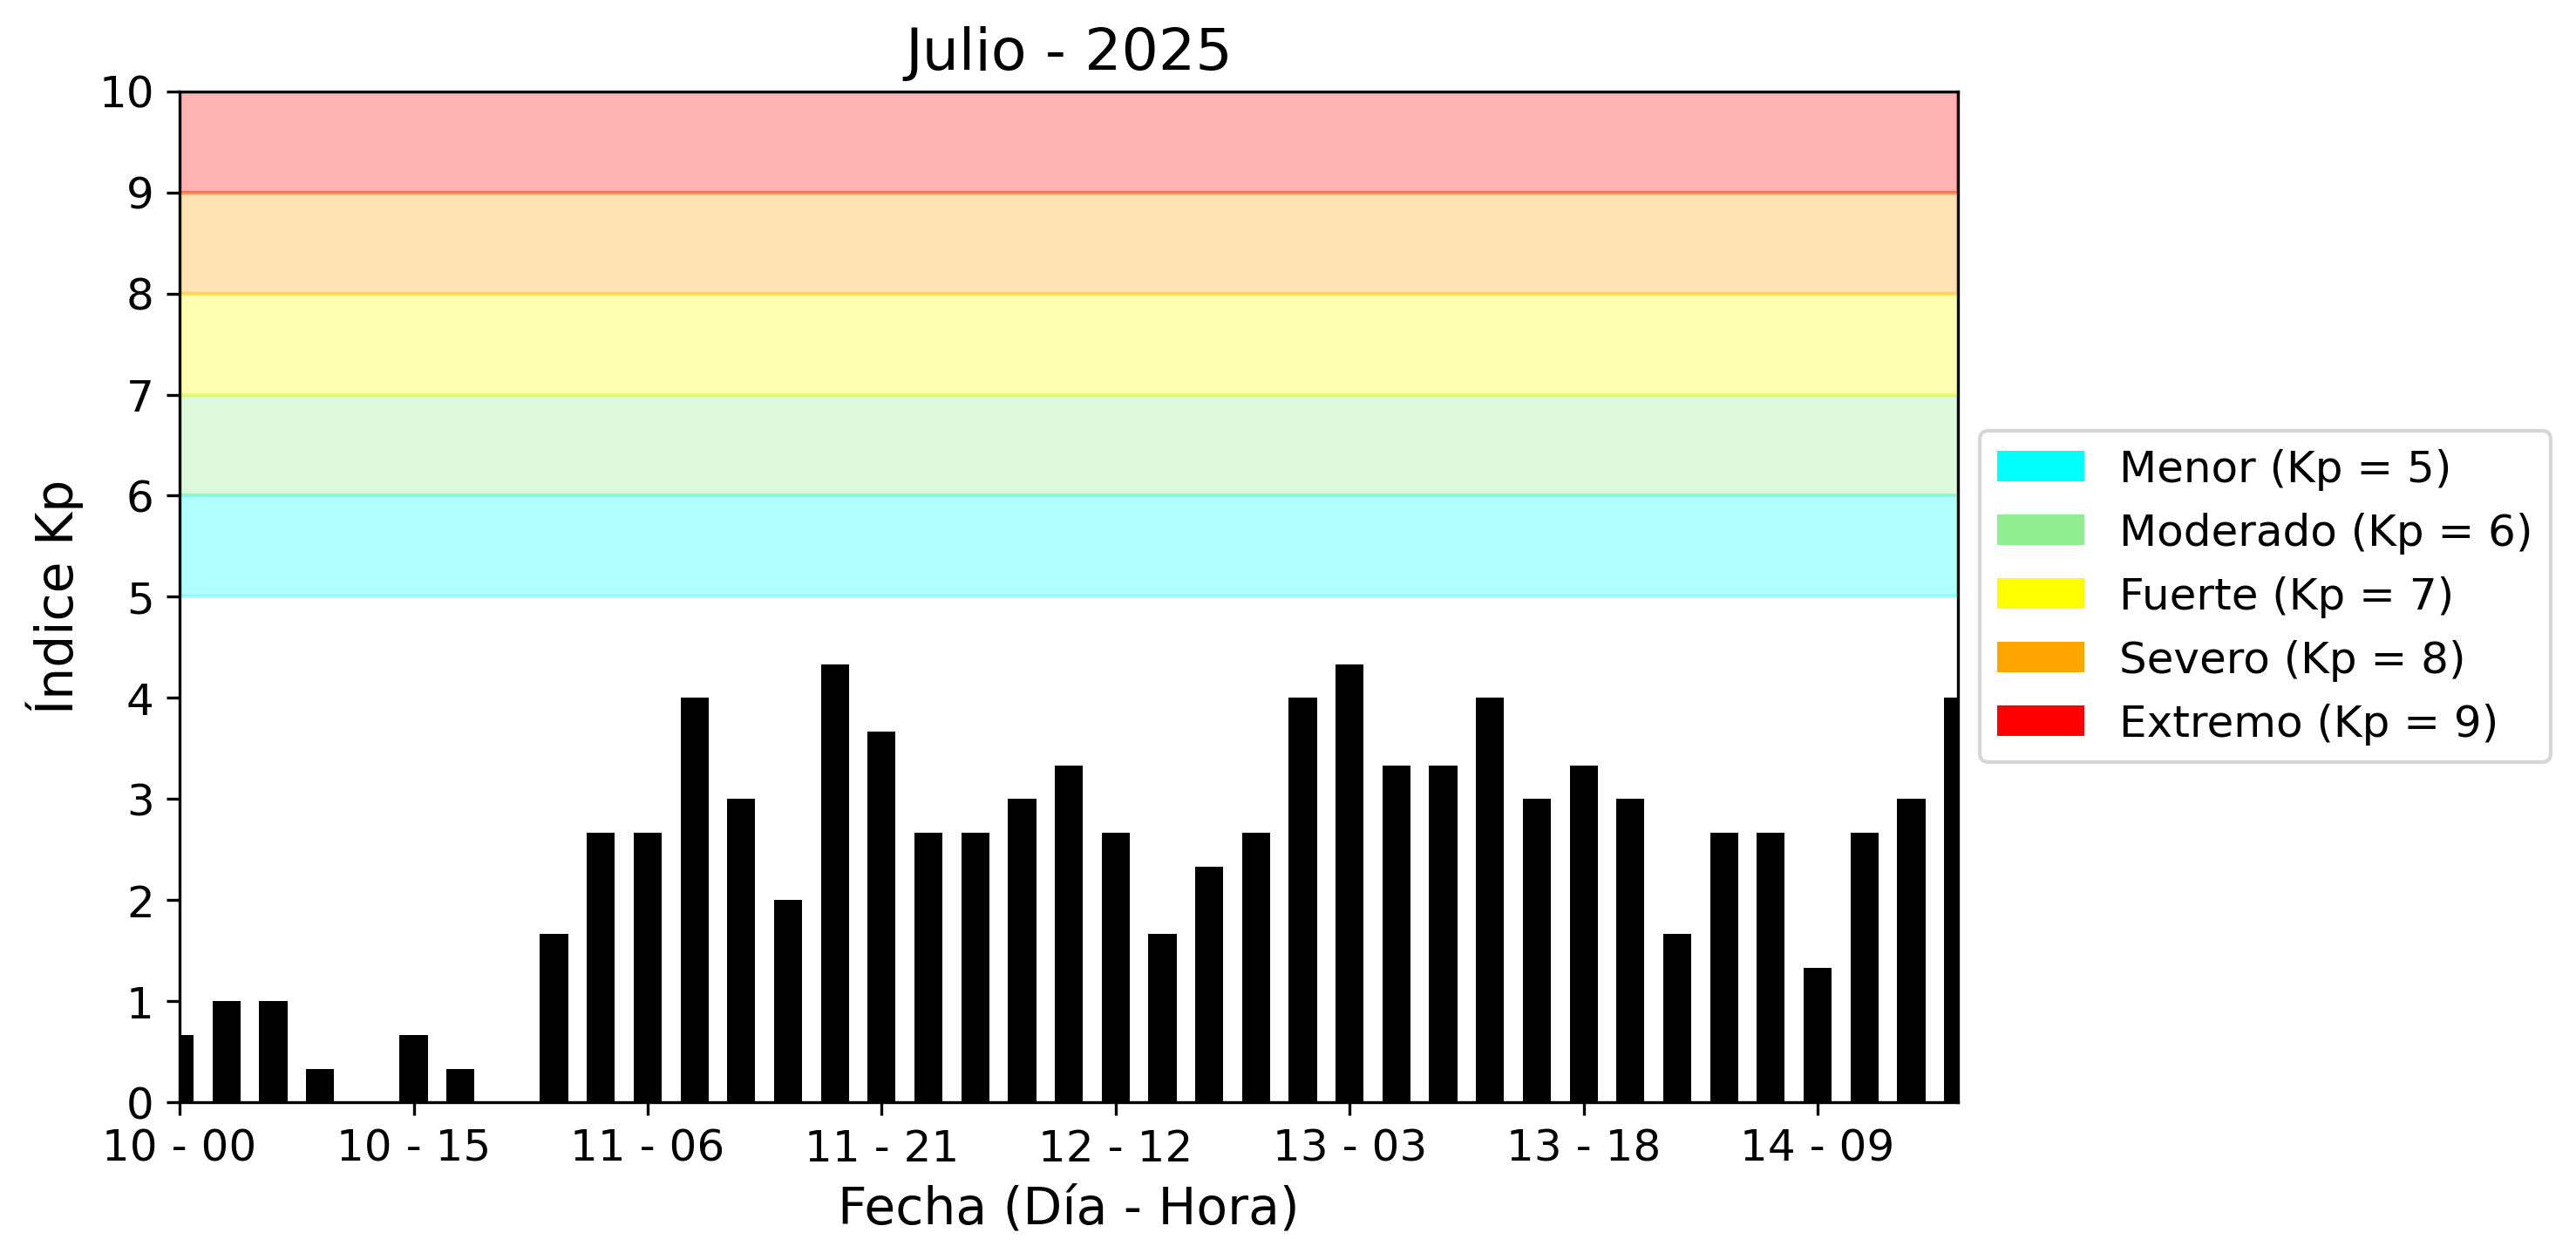 Julio - 2025
10
9
8
7
6
5
4
3
2
1
0
Índice Kp
10 - 00
10 - 15
11 - 06
11 - 21
12 - 12
13 - 03
13 - 18
14 - 09
Fecha (Día - Hora)
Menor (Kp = 5)
Moderado (Kp = 6)
Fuerte (Kp = 7)
Severo (Kp = 8)
Extremo (Kp = 9)